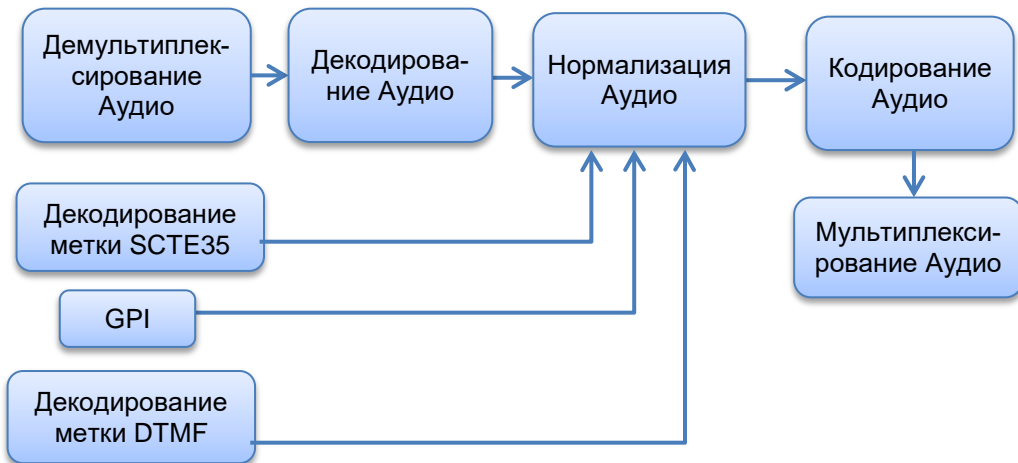 Демультиплек-
сирование
Аудио
Декодирова-
ние Аудио
Нормализация
Аудио
Кодирование
Аудио
Декодирование
метки SCTE35
Мультиплекси-
рование Аудио
GPI
Декодирование
метки DTMF